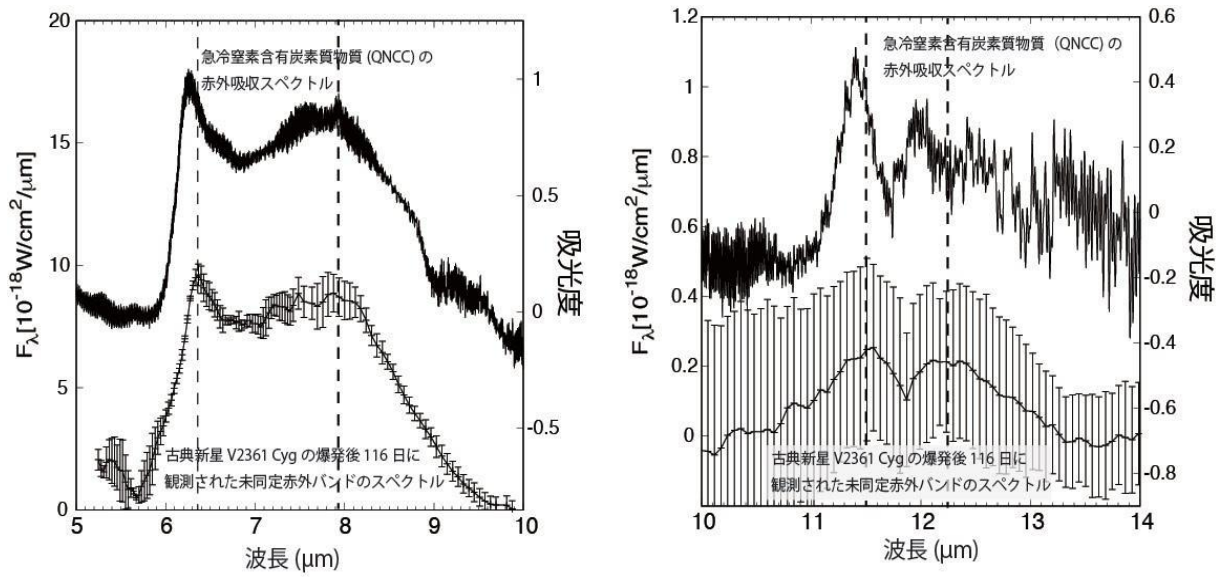 20
15
10
5
0
F_λ[10^-18W/cm^2/μm]
急冷窒素含有炭素質物質 (QNCC) の
赤外吸収スペクトル
古典新星 V2361 Cyg の爆発後 116 日に
観測された未同定赤外バンドのスペクトル
1
0.5
0
-0.5
吸光度
5 6 7 8 9 10
波長 (μm)
1.2
1
0.8
0.6
0.4
0.2
0
F_λ[10^-18W/cm^2/μm]
急冷窒素含有炭素質物質（QNCC）の
赤外吸収スペクトル
古典新星 V2361 Cyg の爆発後 116 日に
観測された未同定赤外バンドのスペクトル
0.6
0.4
0.2
0
-0.2
-0.4
-0.6
-0.8
吸光度
10 11 12 13 14
波長 (μm)